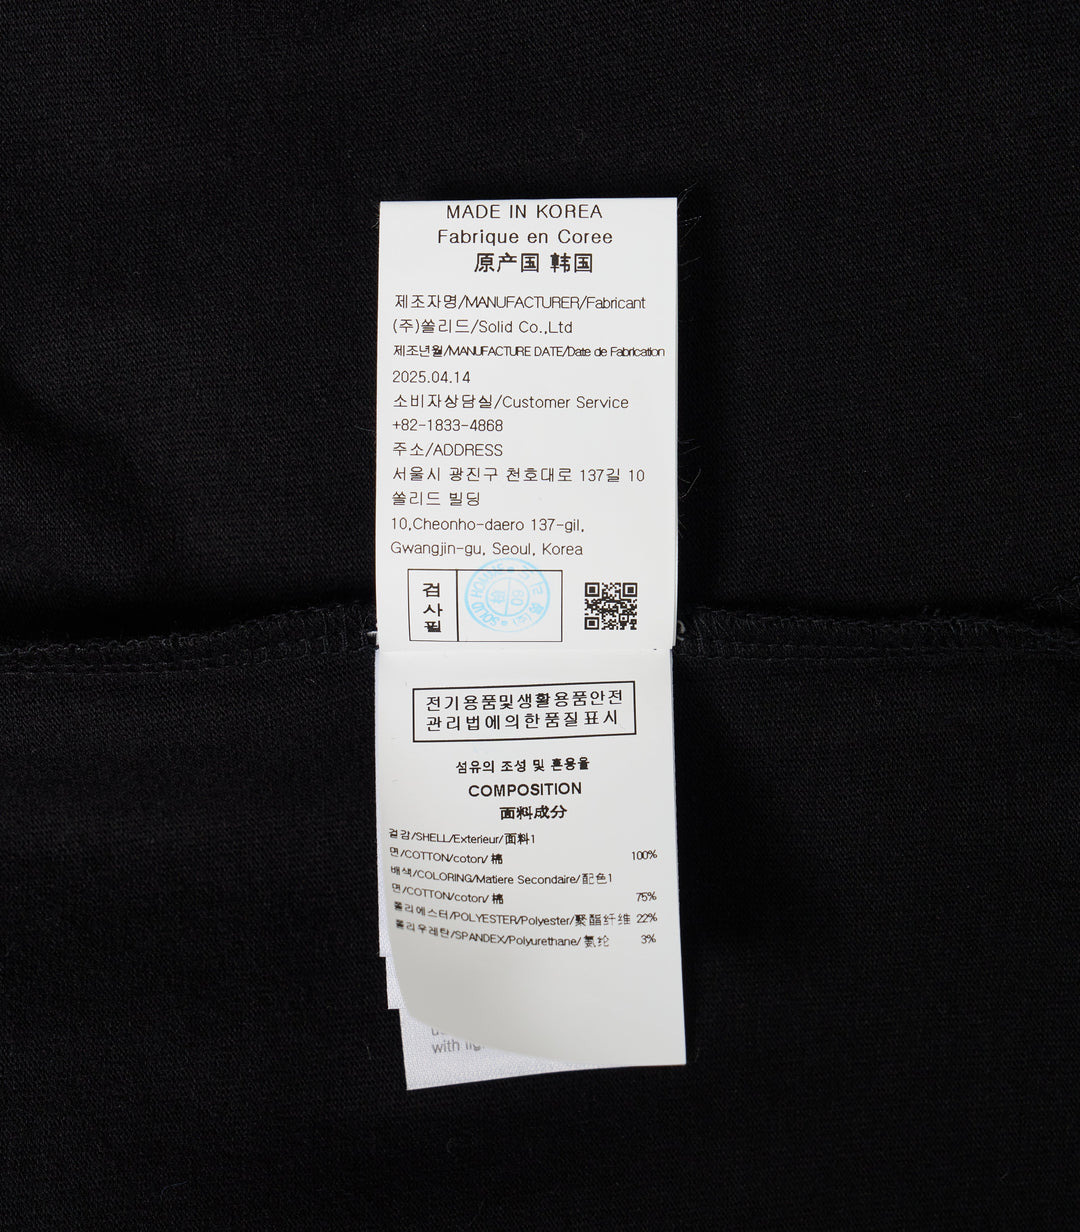 MADE IN KOREA
Fabrique en Coree
原产国 韩国
제조자명/MANUFACTURER/Fabricant
(주)쏠리드/Solid Co.,Ltd
제조년월/MANUFACTURE DATE/Date de Fabrication
2025.04.14
소비자상담실/Customer Service
+82-1833-4868
주소/ADDRESS
서울시 광진구 천호대로 137길 10
쏠리드 빌딩
10,Cheonho-daero 137-gil,
Gwangjin-gu, Seoul, Korea
검사필
SOLID HOMME
전기용품및생활용품안전
관리법에의한품질표시
섬유의 조성 및 혼용율
COMPOSITION
面料成分
겉감/SHELL/Exterieur/面料1
면/COTTON/coton/棉 100%
배색/COLORING/Matiere Secondaire/配色1
면/COTTON/coton/棉 75%
폴리에스터/POLYESTER/Polyester/聚酯纤维 22%
폴리우레탄/SPANDEX/Polyurethane/氨纶 3%
with